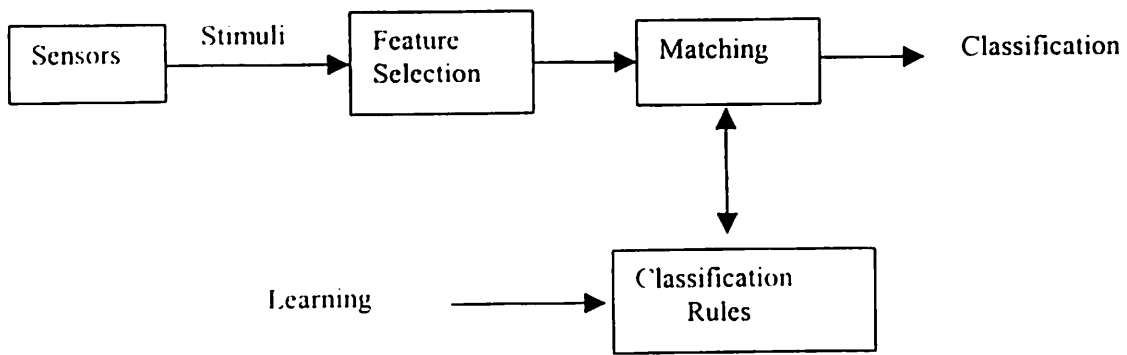 Sensors
Stimuli
Feature
Selection
Matching
Classification
Learning
Classification
Rules